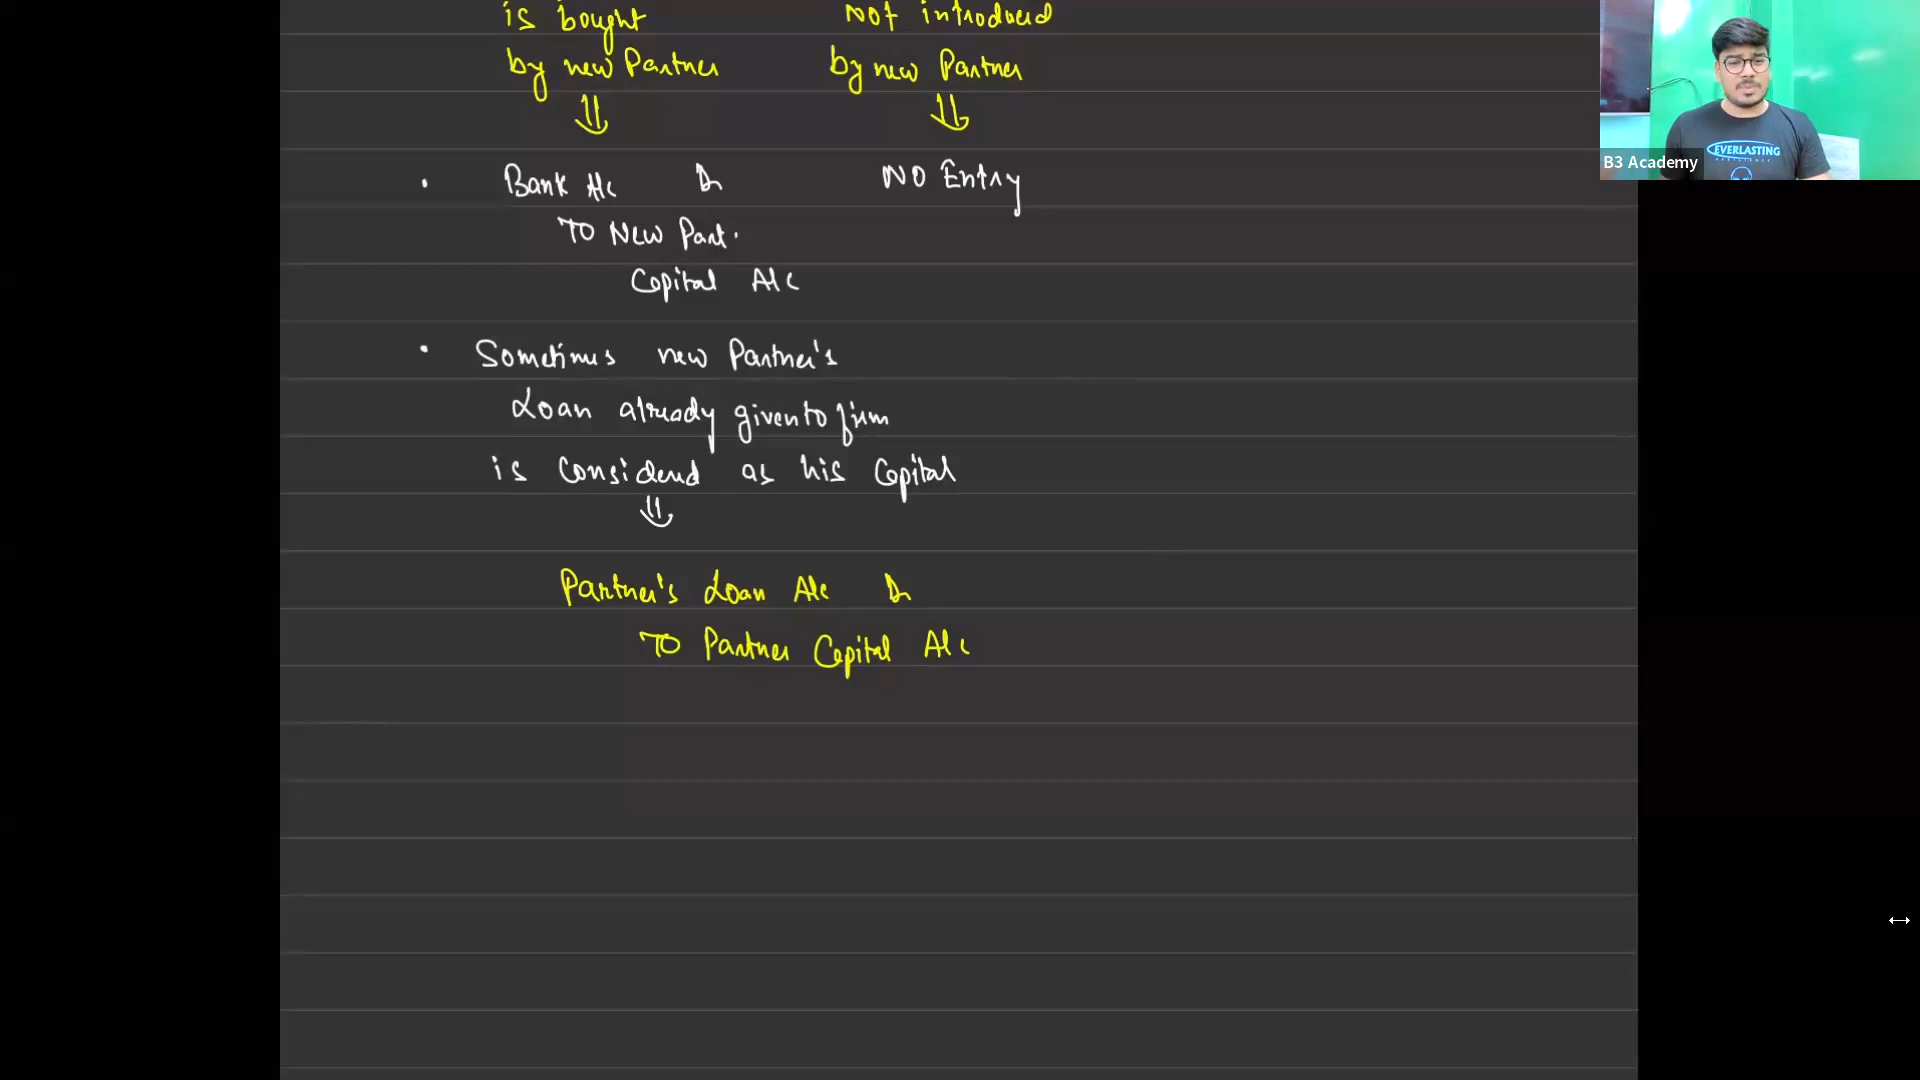 is bought
by new Partner
Not introduced
by new Partner
Bank A/c Dr
To New Part.
Capital A/c
No Entry
Sometimes new Partner's
Loan already given to firm
is Considered as his Capital
Partner's Loan A/c Dr
To Partner Capital A/c
EVERLASTING
B3 Academy